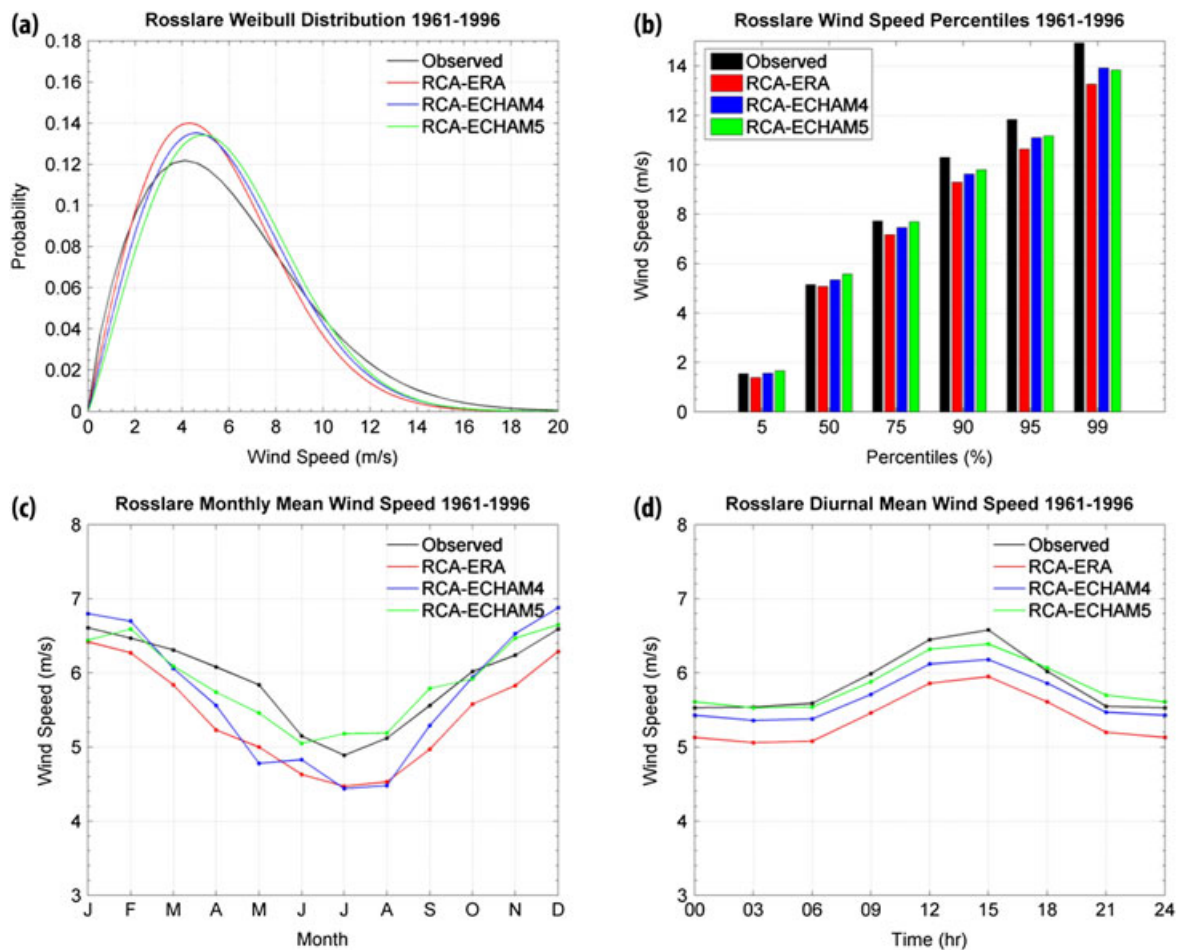 (a)
Rosslare Weibull Distribution 1961-1996
0.18
0.16
0.14
0.12
0.1
0.08
0.06
0.04
0.02
0
Probability
Observed
RCA-ERA
RCA-ECHAM4
RCA-ECHAM5
0 2 4 6 8 10 12 14 16 18 20
Wind Speed (m/s)
(b)
Rosslare Wind Speed Percentiles 1961-1996
14
12
10
8
6
4
2
0
Wind Speed (m/s)
Observed
RCA-ERA
RCA-ECHAM4
RCA-ECHAM5
5 50 75 90 95 99
Percentiles (%)
(c)
Rosslare Monthly Mean Wind Speed 1961-1996
8
7
6
5
4
3
Wind Speed (m/s)
Observed
RCA-ERA
RCA-ECHAM4
RCA-ECHAM5
J F M A M J J A S O N D
Month
(d)
Rosslare Diurnal Mean Wind Speed 1961-1996
8
7
6
5
4
3
Wind Speed (m/s)
Observed
RCA-ERA
RCA-ECHAM4
RCA-ECHAM5
00 03 06 09 12 15 18 21 24
Time (hr)